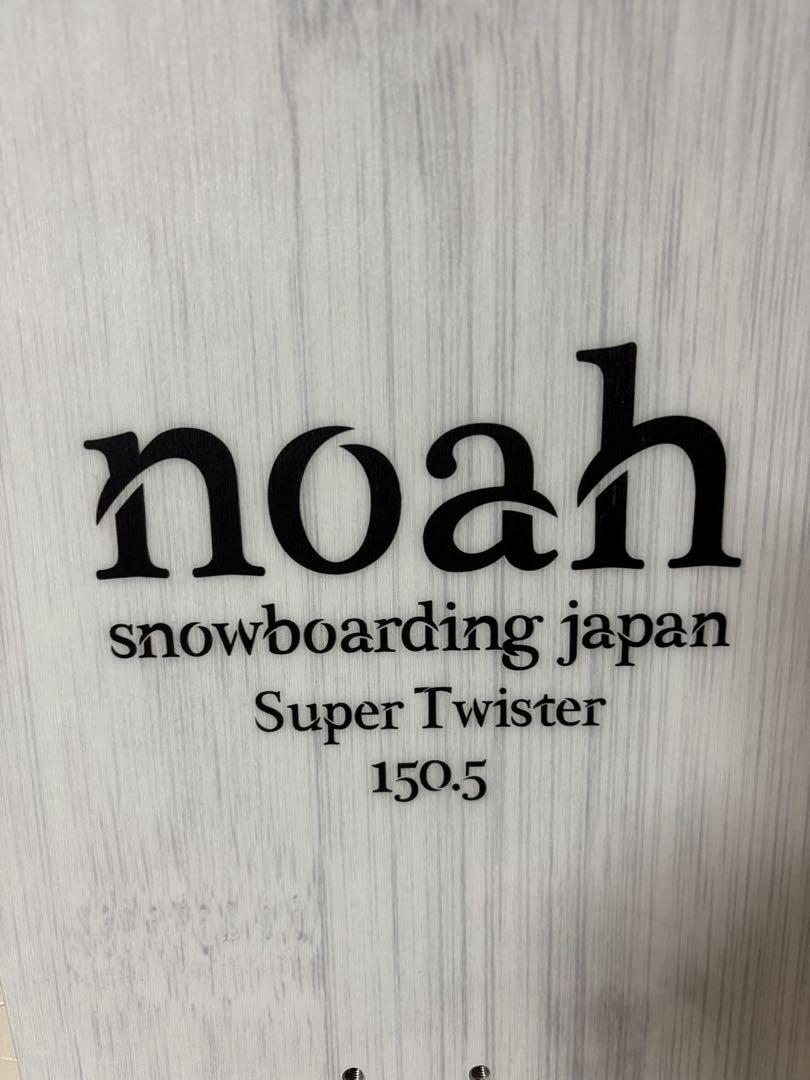 noah
snowboarding japan
Super Twister
150.5